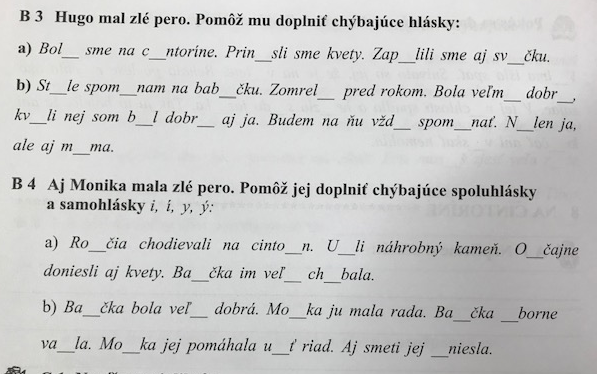 B 3 Hugo mal zlé pero. Pomôž mu doplniť chýbajúce hlásky:
a) Bol__ sme na c__ntoríne. Prin__sli sme kvety. Zap__lili sme aj sv__čku.
b) St__le spom__nam na bab__čku. Zomrel__ pred rokom. Bola veľm__ dobr__,
kv__li nej som b__l dobr__ aj ja. Budem na ňu vžd__ spom__nať. N__len ja,
ale aj m__ma.
B 4 Aj Monika mala zlé pero. Pomôž jej doplniť chýbajúce spoluhlásky
a samohlásky i, í, y, ý:
a) Ro__čia chodievali na cinto__n. U__li náhrobný kameň. O__čajne
doniesli aj kvety. Ba__čka im veľ__ ch__bala.
b) Ba__čka bola veľ__ dobrá. Mo__ka ju mala rada. Ba__čka __borne
va__la. Mo__ka jej pomáhala u__ť riad. Aj smeti jej __niesla.